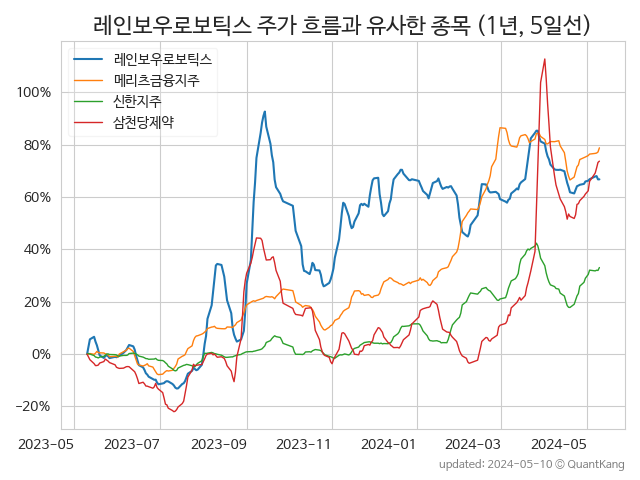 레인보우로보틱스 주가 흐름과 유사한 종목 (1년, 5일선)
레인보우로보틱스
메리츠금융지주
신한지주
삼천당제약
100%
80%
60%
40%
20%
0%
−20%
2023-05 2023-07 2023-09 2023-11 2024-01 2024-03 2024-05
updated: 2024-05-10 © QuantKang